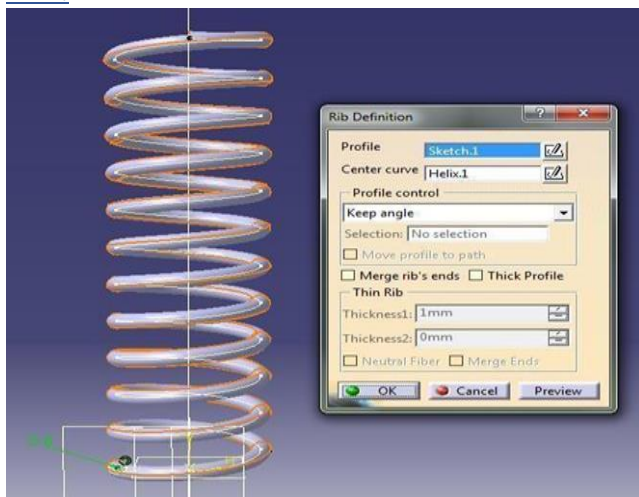 Rib Definition
Profile Sketch.1
Center curve Helix.1
Profile control
Keep angle
Selection: No selection
Move profile to path
Merge rib's ends Thick Profile
Thin Rib
Thickness1: 1mm
Thickness2: 0mm
Neutral Fiber Merge Ends
OK Cancel Preview